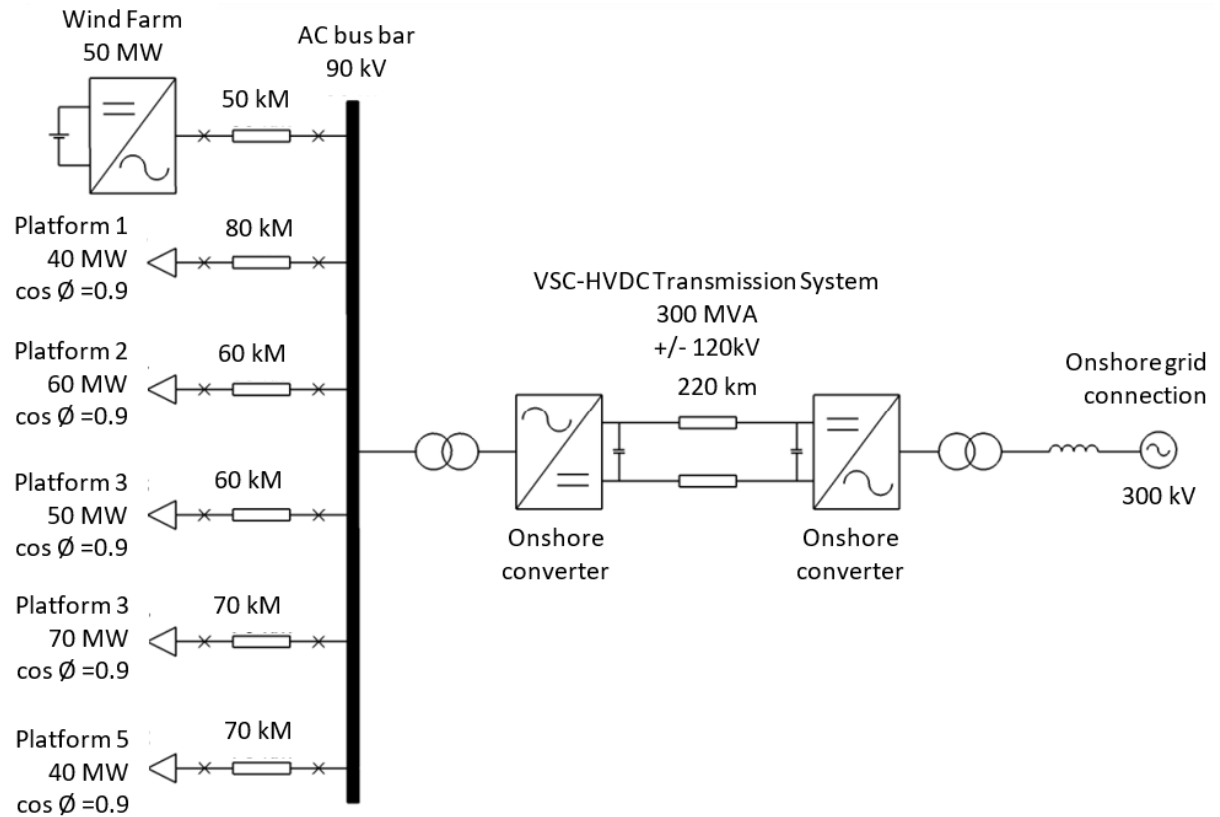 Wind Farm
50 MW
AC bus bar
90 kV
50 kM
Platform 1
40 MW
cos Ø =0.9
80 kM
Platform 2
60 MW
cos Ø =0.9
60 kM
Platform 3
50 MW
cos Ø =0.9
60 kM
Platform 3
70 MW
cos Ø =0.9
70 kM
Platform 5
40 MW
cos Ø =0.9
70 kM
VSC-HVDC Transmission System
300 MVA
+/- 120kV
220 km
Onshore
converter
Onshore
converter
Onshore grid
connection
300 kV